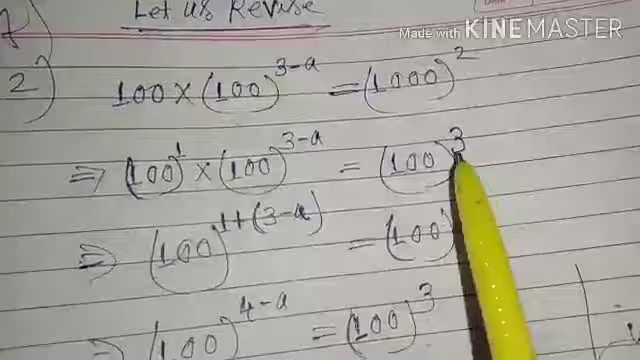 Made with KINEMASTER
Let us Revise
2) 100 × (100)^{3-a} = (1000)^2
⇒ (100)^1 × (100)^{3-a} = (100)^3
⇒ (100)^{1+(3-a)} = (100)
⇒ (100)^{4-a} = (100)^3